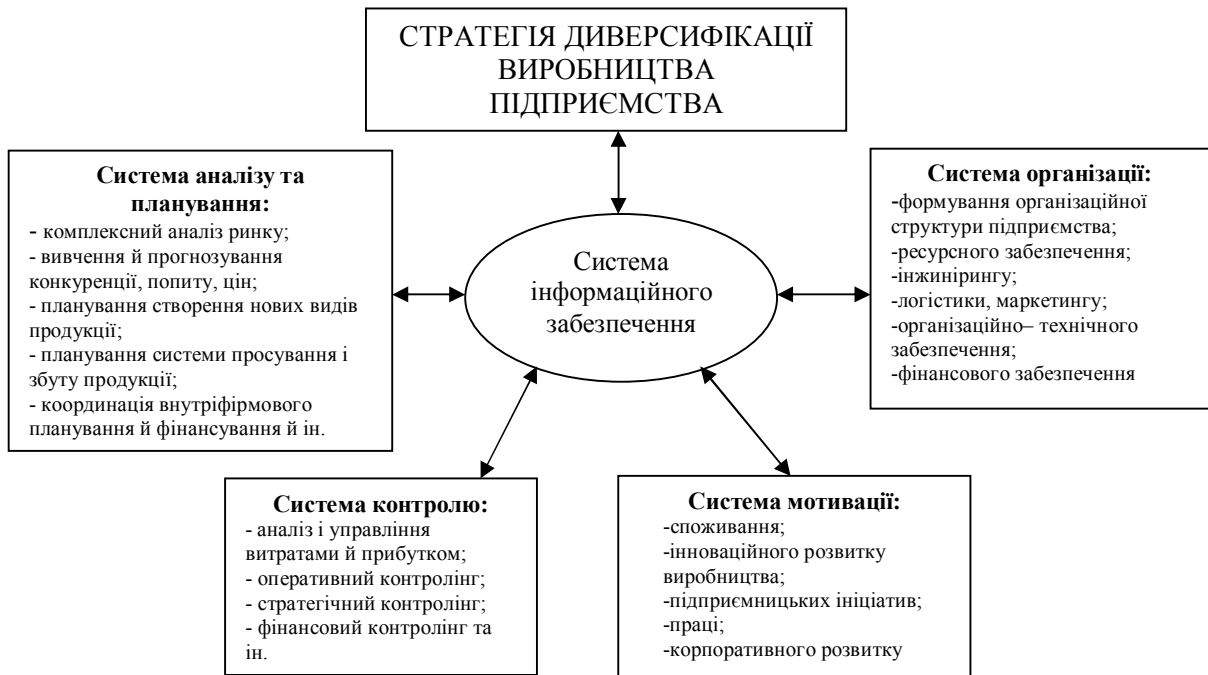 СТРАТЕГІЯ ДИВЕРСИФІКАЦІЇ
ВИРОБНИЦТВА
ПІДПРИЄМСТВА
Система аналізу та
планування:
- комплексний аналіз ринку;
- вивчення й прогнозування
конкуренції, попиту, цін;
- планування створення нових видів
продукції;
- планування системи просування і
збуту продукції;
- координація внутріфірмового
планування й фінансування й ін.
Система
інформаційного
забезпечення
Система організації:
-формування організаційної
структури підприємства;
-ресурсного забезпечення;
-інжинірингу;
-логістики, маркетингу;
-організаційно– технічного
забезпечення;
-фінансового забезпечення
Система контролю:
- аналіз і управління
витратами й прибутком;
- оперативний контролінг;
- стратегічний контролінг;
- фінансовий контролінг та
ін.
Система мотивації:
-споживання;
-інноваційного розвитку
виробництва;
-підприємницьких ініціатив;
-праці;
-корпоративного розвитку